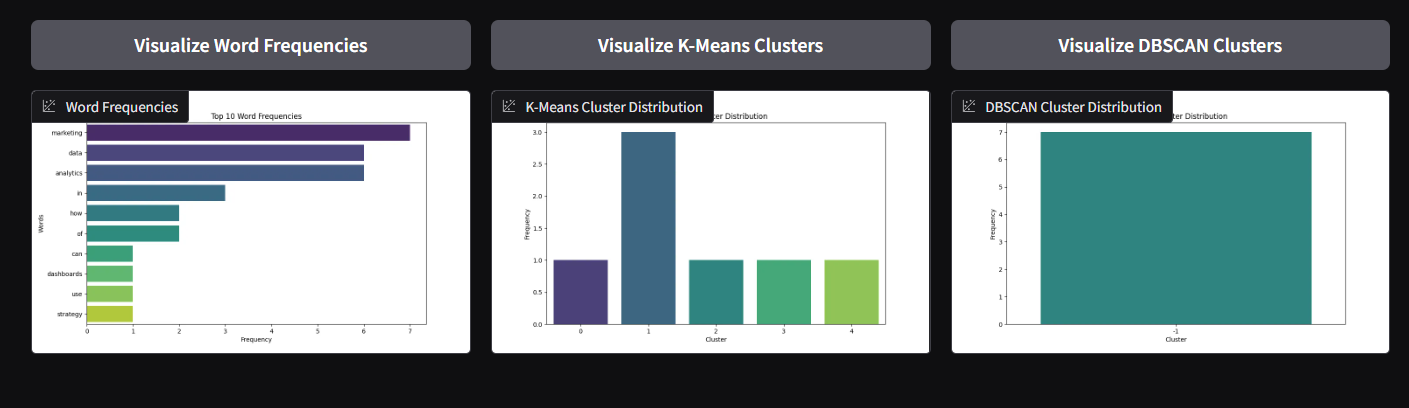 Visualize Word Frequencies
Visualize K-Means Clusters
Visualize DBSCAN Clusters
Word Frequencies
Top 10 Word Frequencies
Words
marketing
data
analytics
in
how
of
can
dashboards
use
strategy
0 1 2 3 4 5 6 7
Frequency
K-Means Cluster Distribution
ter Distribution
Frequency
3.0
2.5
2.0
1.5
1.0
0.5
0.0
0 1 2 3 4
Cluster
DBSCAN Cluster Distribution
ter Distribution
Frequency
7
6
5
4
3
2
1
0
-1
Cluster